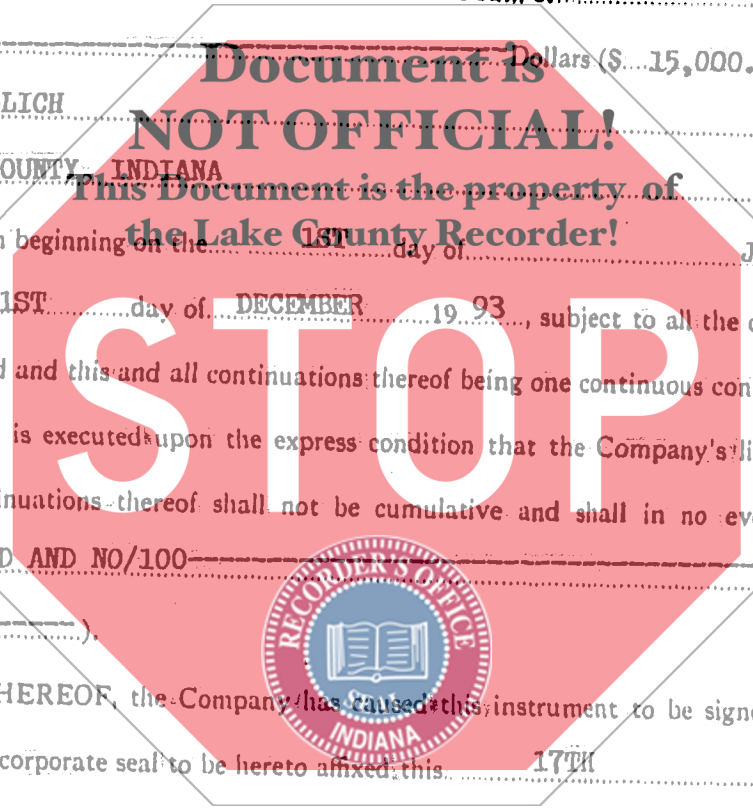 Dollars ($ 15,000.
Document is
LICH
NOT OFFICIAL!
OUNTY, INDIANA
This Document is the property of
the Lake County Recorder!
beginning on the 1ST day of J
1ST day of DECEMBER 19 93, subject to all the
and this and all continuations thereof being one continuous con
STOP
is executed upon the express condition that the Company's li
nuations thereof shall not be cumulative and shall in no ev
D AND NO/100
).
RECORDER'S OFFICE
SEAL
INDIANA
HEREOF, the Company has caused this instrument to be signe
corporate seal to be hereto affixed this 17TH